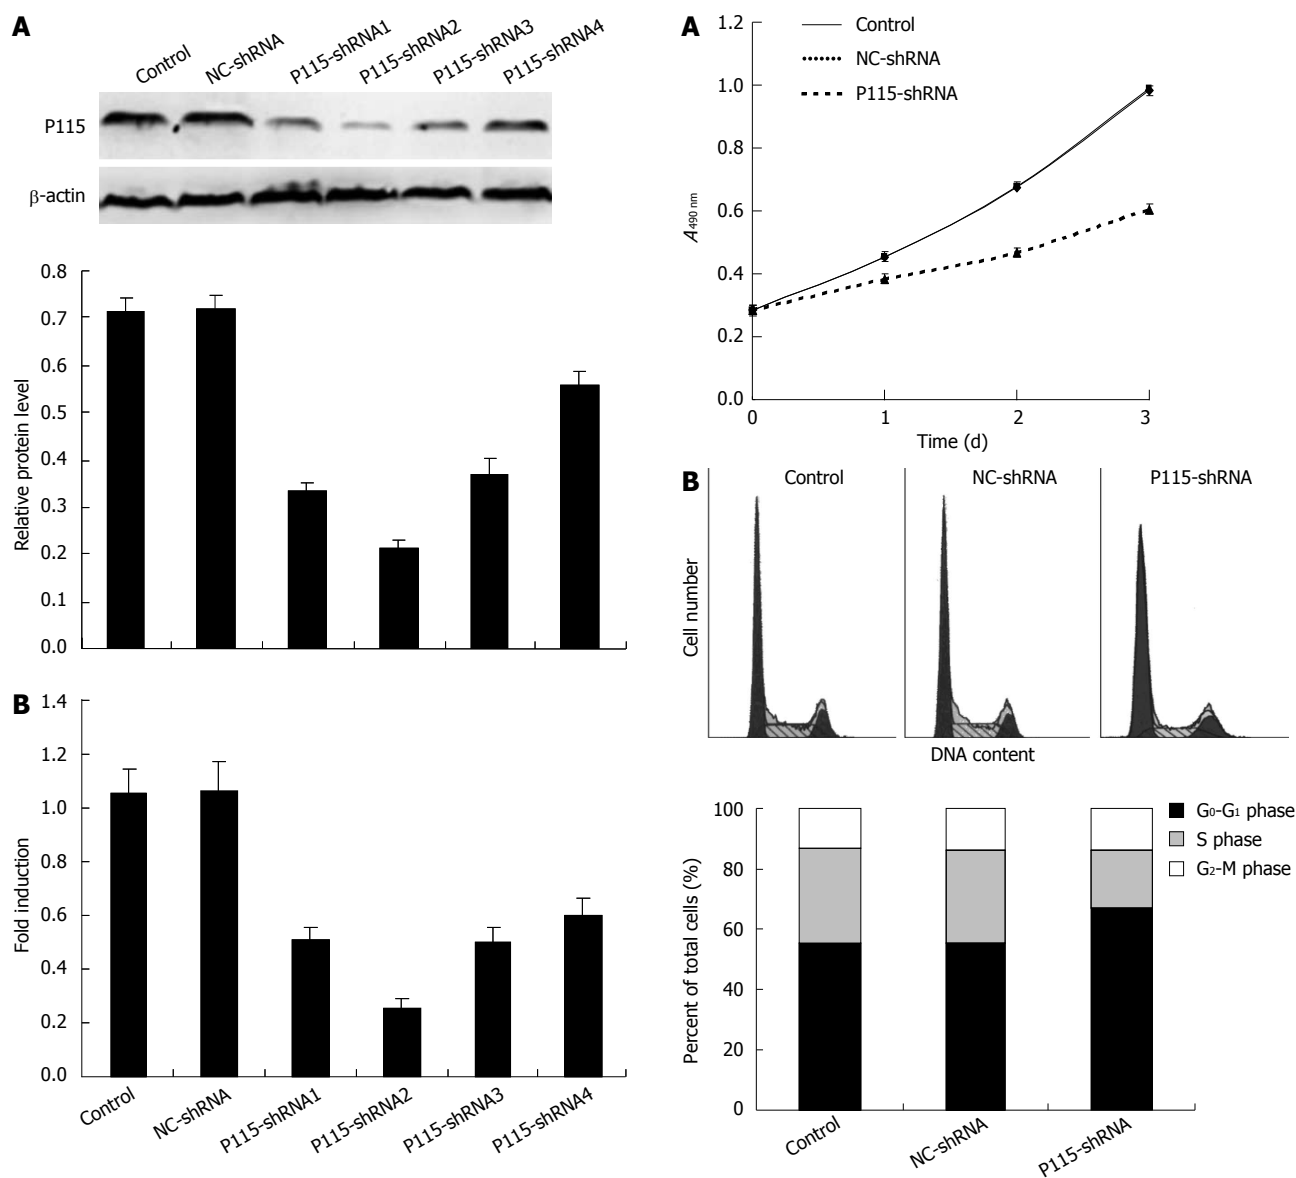 A
Control
NC-shRNA
P115-shRNA1
P115-shRNA2
P115-shRNA3
P115-shRNA4
P115
β-actin
0.8
0.7
0.6
0.5
0.4
0.3
0.2
0.1
0.0
Relative protein level
B
1.4
1.2
1.0
0.8
0.6
0.4
0.2
0.0
Fold induction
Control
NC-shRNA
P115-shRNA1
P115-shRNA2
P115-shRNA3
P115-shRNA4
A
1.2
1.0
0.8
0.6
0.4
0.2
0.0
A490 nm
Control
NC-shRNA
P115-shRNA
0
1
2
3
Time (d)
B
Control
NC-shRNA
P115-shRNA
Cell number
DNA content
100
80
60
40
20
0
Percent of total cells (%)
G0-G1 phase
S phase
G2-M phase
Control
NC-shRNA
P115-shRNA